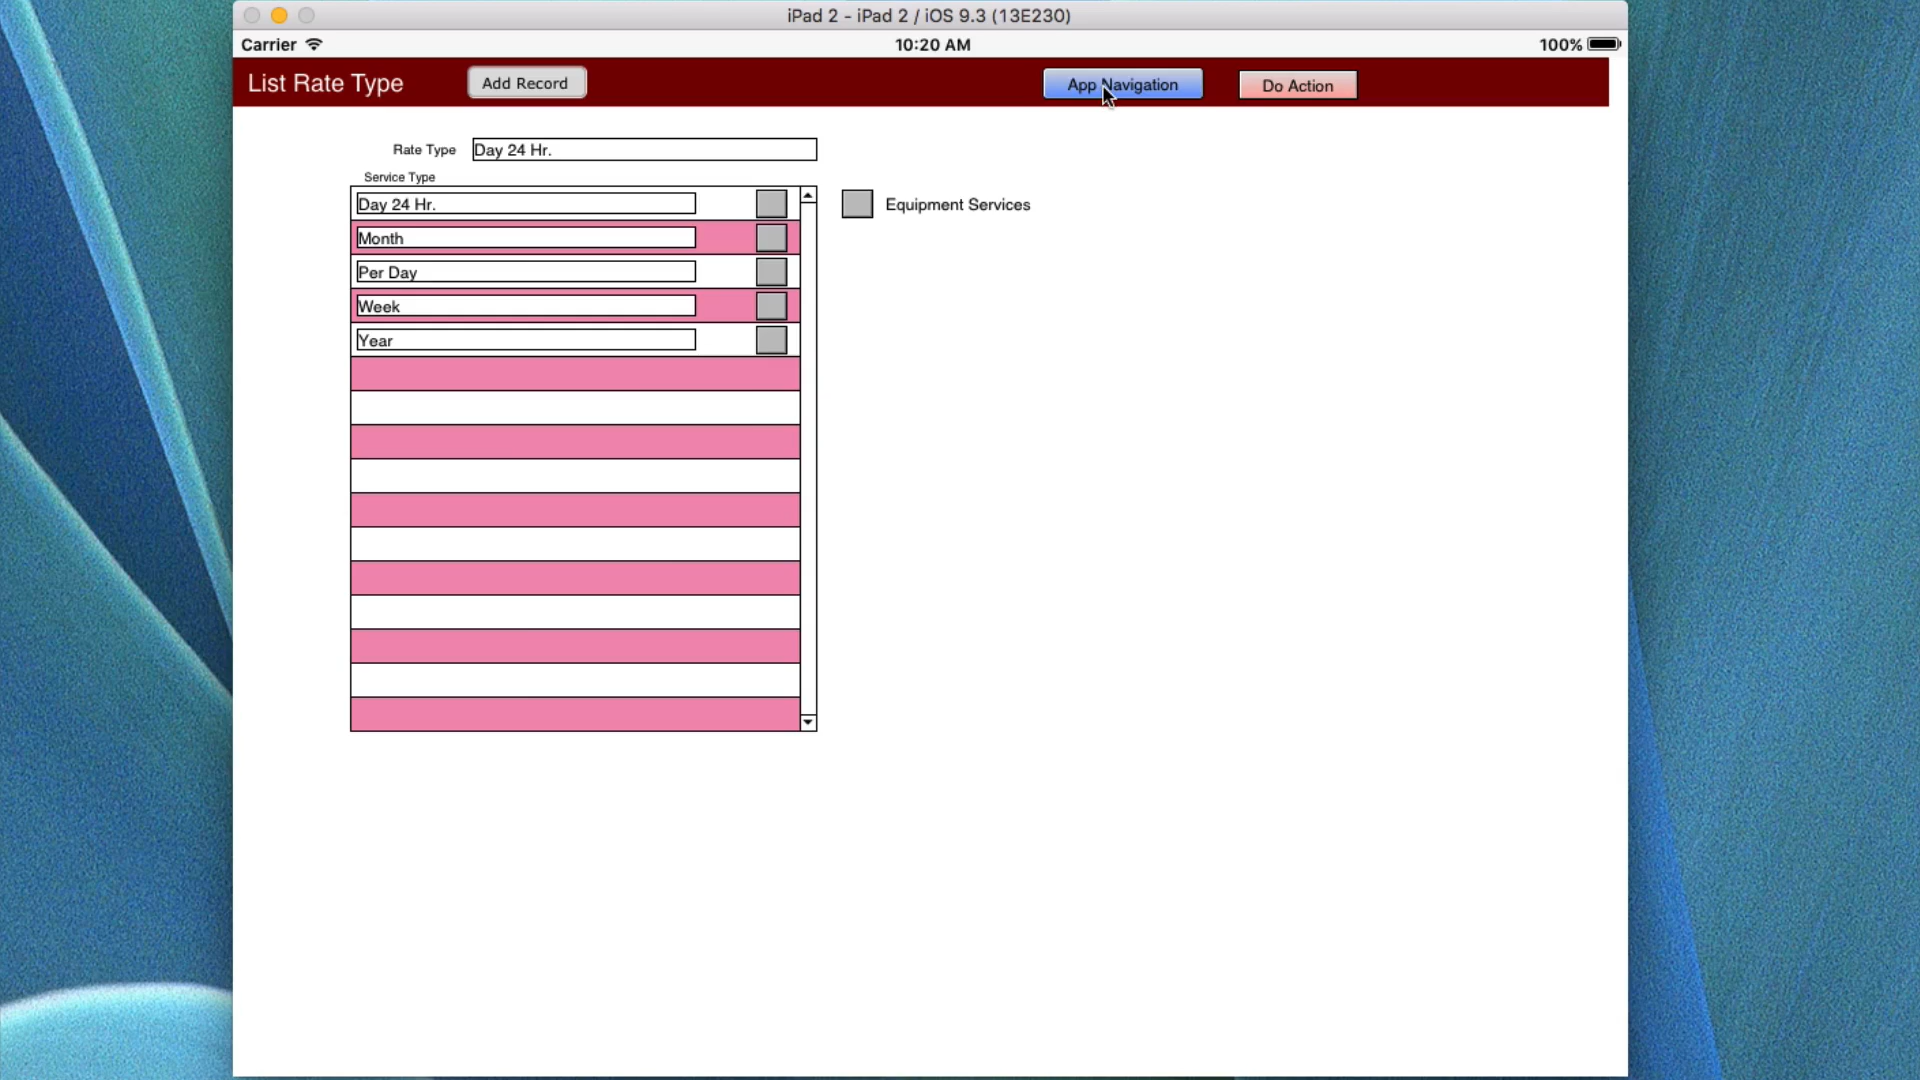 iPad 2 - iPad 2 / iOS 9.3 (13E230)
Carrier 10:20 AM 100%
List Rate Type Add Record App Navigation Do Action
Rate Type Day 24 Hr.
Service Type
Day 24 Hr. Equipment Services
Month
Per Day
Week
Year